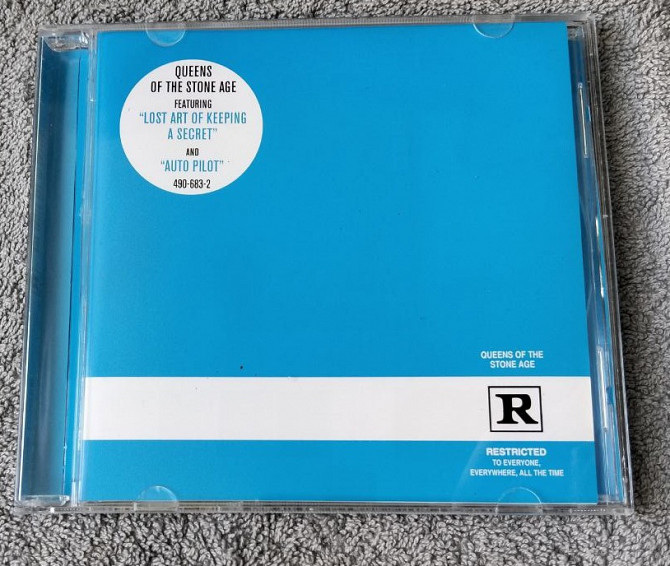 QUEENS
OF THE STONE AGE
FEATURING
"LOST ART OF KEEPING
A SECRET"
AND
"AUTO PILOT"
490-683-2
QUEENS OF THE
STONE AGE
R
RESTRICTED
TO EVERYONE,
EVERYWHERE, ALL THE TIME